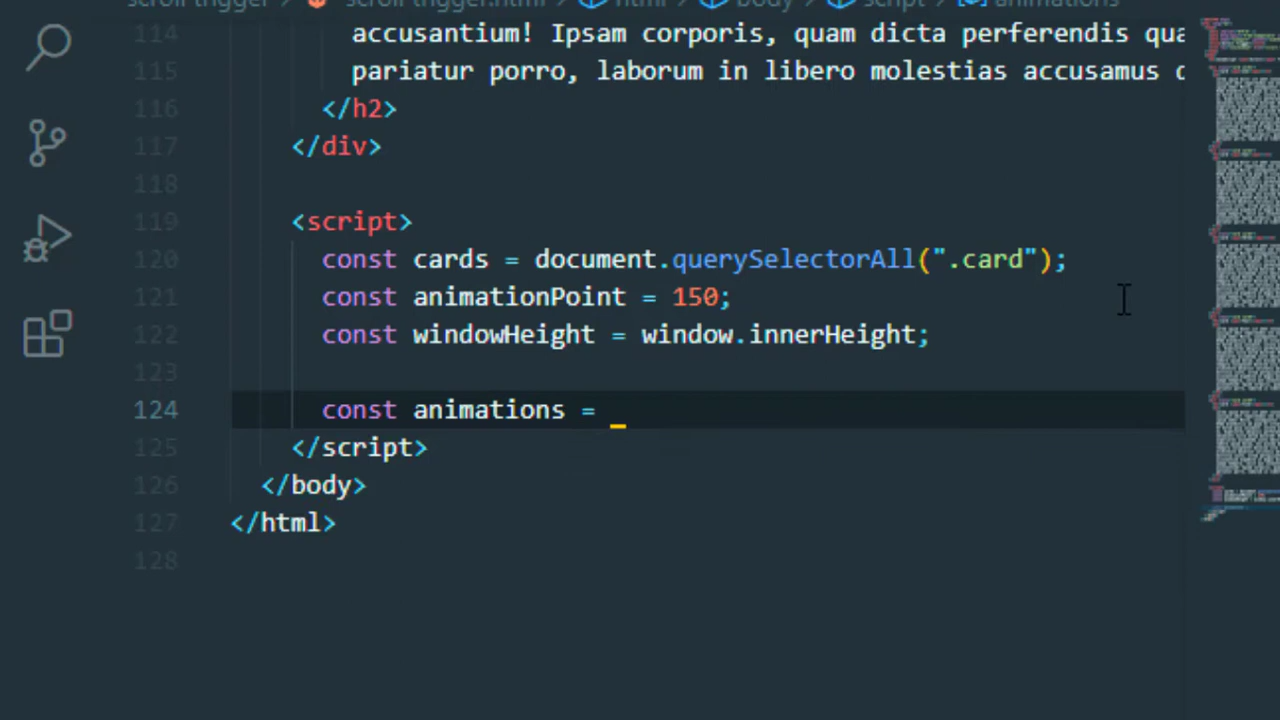 scroll trigger > scroll trigger.html > html > body > script > animations
114 accusantium! Ipsam corporis, quam dicta perferendis qua
115 pariatur porro, laborum in libero molestias accusamus
116 </h2>
117 </div>
118
119 <script>
120 const cards = document.querySelectorAll(".card");
121 const animationPoint = 150;
122 const windowHeight = window.innerHeight;
123
124 const animations = _
125 </script>
126 </body>
127 </html>
128